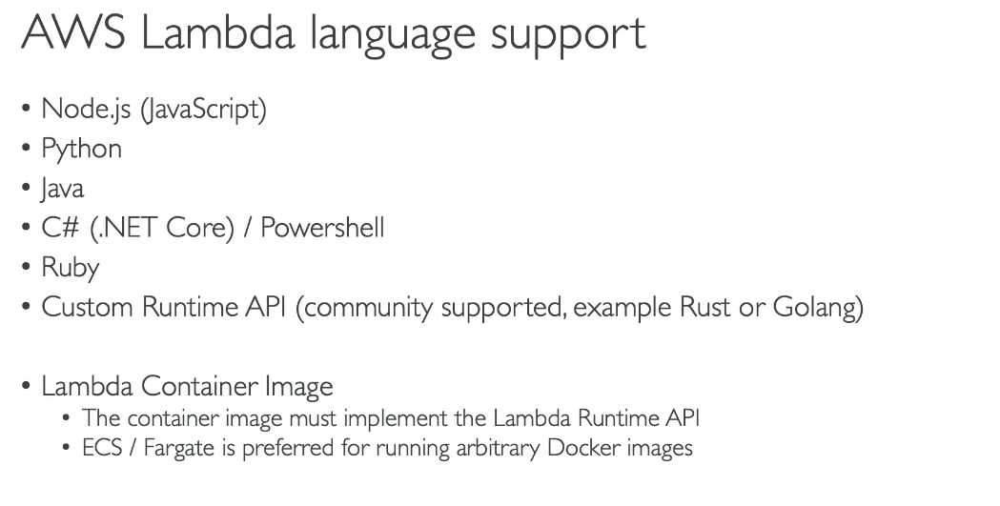 AWS Lambda language support
• Node.js (JavaScript)
• Python
• Java
• C# (.NET Core) / Powershell
• Ruby
• Custom Runtime API (community supported, example Rust or Golang)
• Lambda Container Image
• The container image must implement the Lambda Runtime API
• ECS / Fargate is preferred for running arbitrary Docker images